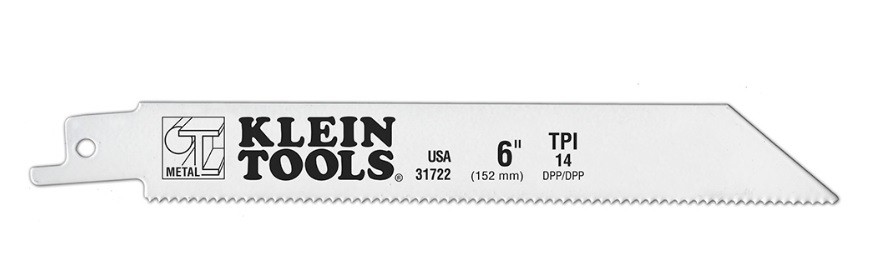 METAL
KLEIN
TOOLS®
USA
31722
6"
(152 mm)
TPI
14
DPP/DPP